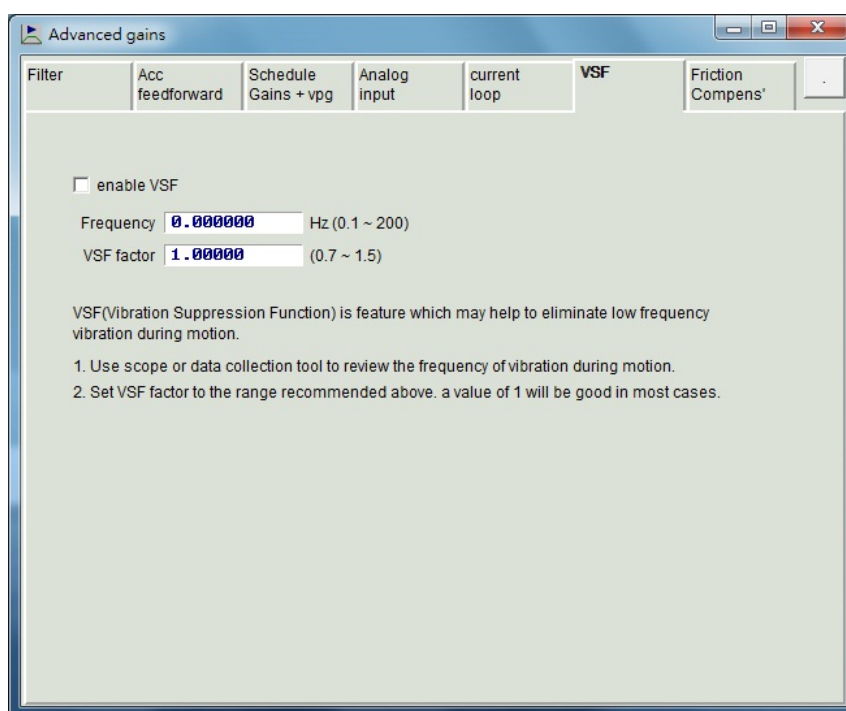 Advanced gains
Filter
Acc
feedforward
Schedule
Gains + vpg
Analog
input
current
loop
VSF
Friction
Compens'
.
enable VSF
Frequency 0.000000 Hz (0.1 ~ 200)
VSF factor 1.00000 (0.7 ~ 1.5)
VSF(Vibration Suppression Function) is feature which may help to eliminate low frequency
vibration during motion.
1. Use scope or data collection tool to review the frequency of vibration during motion.
2. Set VSF factor to the range recommended above. a value of 1 will be good in most cases.